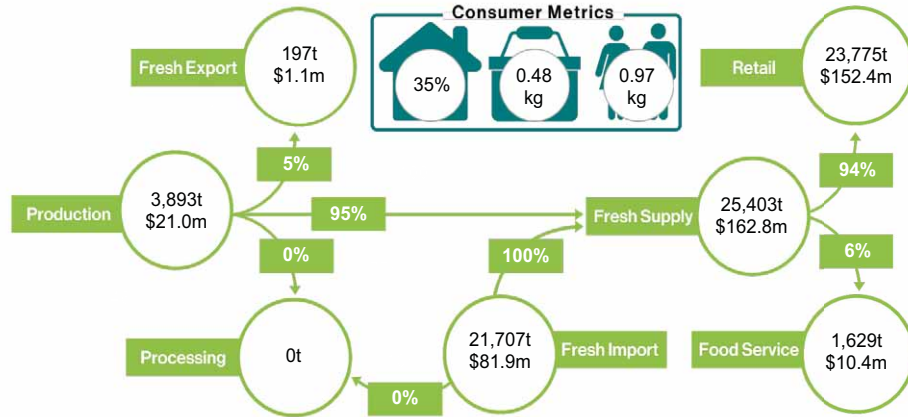 Consumer Metrics
35%
0.48
kg
0.97
kg
Fresh Export
197t
$1.1m
Retail
23,775t
$152.4m
5%
94%
Production
3,893t
$21.0m
95%
Fresh Supply
25,403t
$162.8m
0%
100%
6%
Processing
0t
21,707t
$81.9m
Fresh Import
Food Service
1,629t
$10.4m
0%